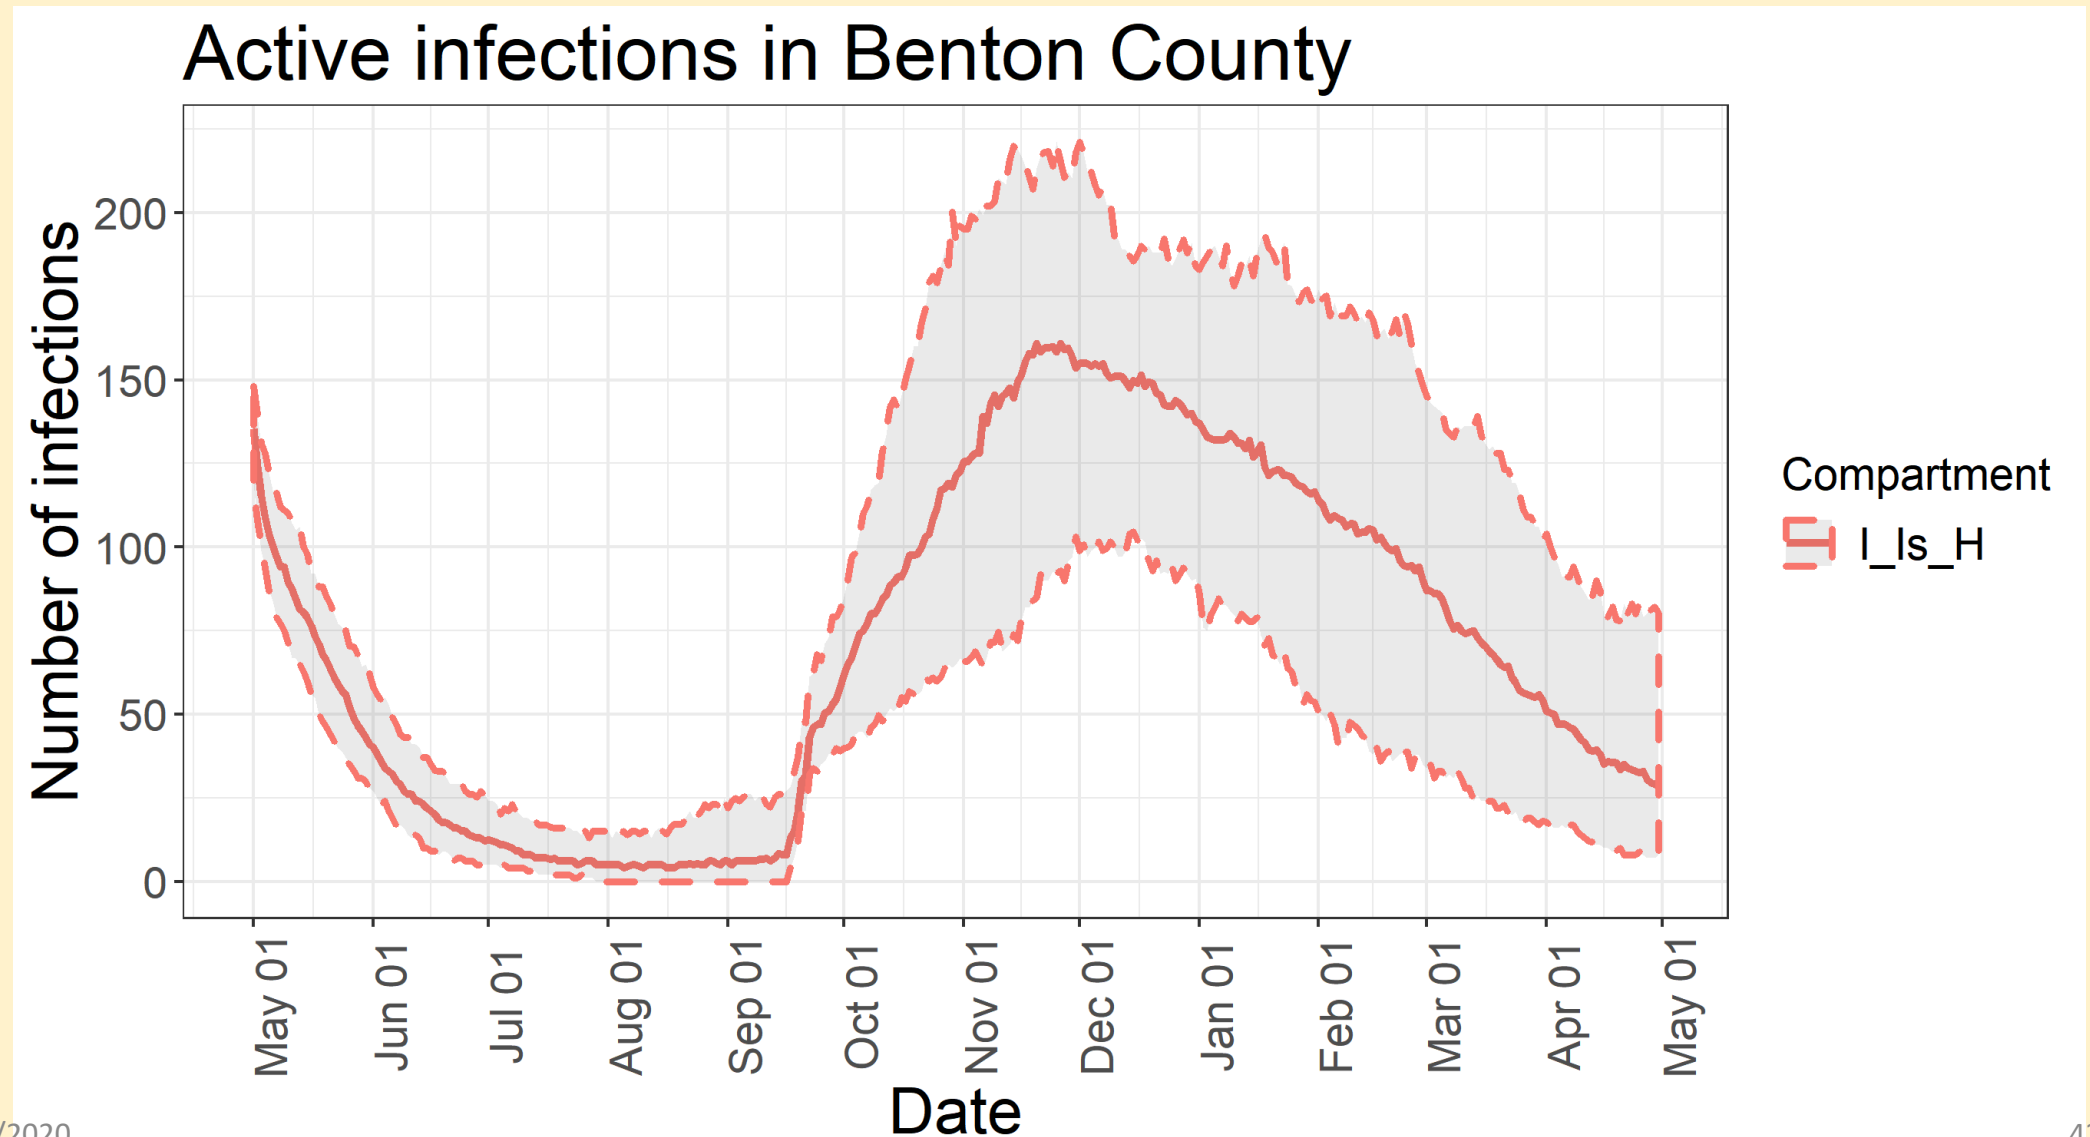 Active infections in Benton County
Number of infections
200
150
100
50
0
May 01
Jun 01
Jul 01
Aug 01
Sep 01
Oct 01
Nov 01
Dec 01
Jan 01
Feb 01
Mar 01
Apr 01
May 01
Date
Compartment
I_Is_H
/2020